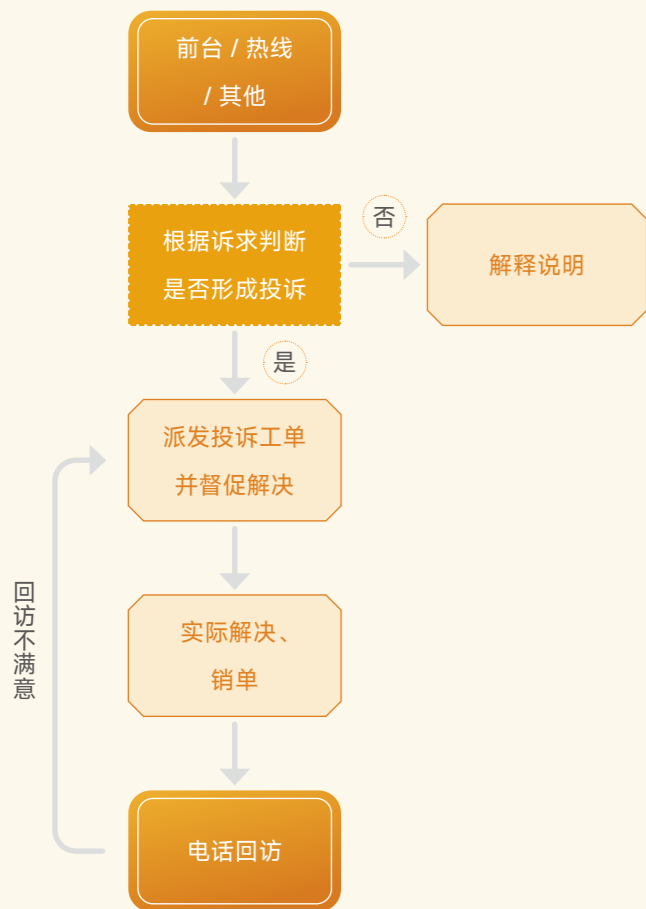 前台 / 热线
/ 其他
根据诉求判断
是否形成投诉
否
解释说明
是
派发投诉工单
并督促解决
实际解决、
销单
回访不满意
电话回访